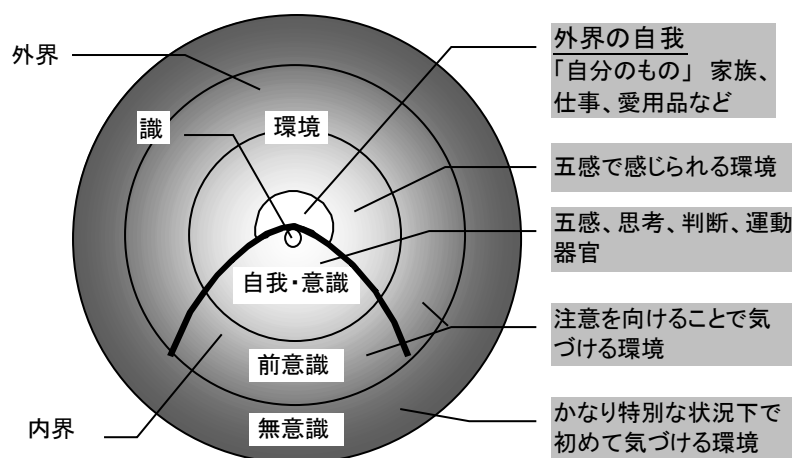 外界
識
環境
自我・意識
前意識
無意識
内界
外界の自我
「自分のもの」 家族、
仕事、愛用品など
五感で感じられる環境
五感、思考、判断、運動
器官
注意を向けることで気
づける環境
かなり特別な状況下で
初めて気づける環境